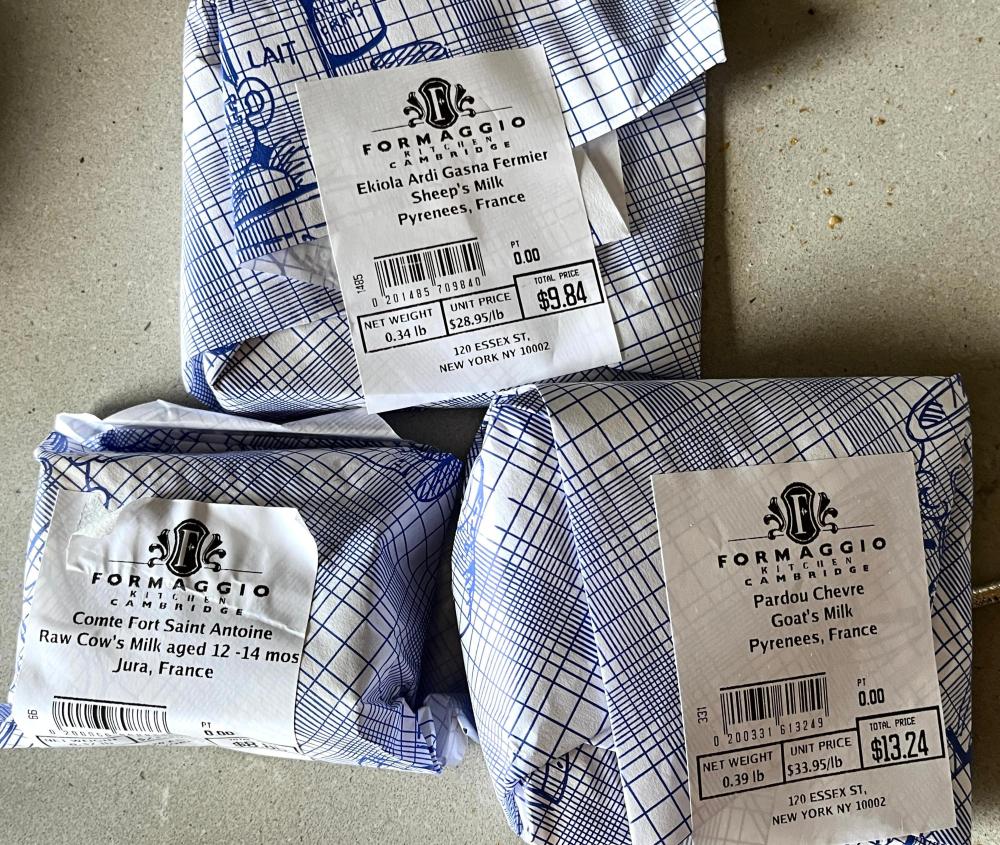 LAIT
FORMAGGIO
KITCHEN
CAMBRIDGE
Ekiola Ardi Gasna Fermier
Sheep's Milk
Pyrenees, France
1485
0 201485 709840
PT
0.00
NET WEIGHT
0.34 lb
UNIT PRICE
$28.95/lb
TOTAL PRICE
$9.84
120 ESSEX ST,
NEW YORK NY 10002
FORMAGGIO
KITCHEN
CAMBRIDGE
Comte Fort Saint Antoine
Raw Cow's Milk aged 12 -14 mos
Jura, France
66
PT
0.00
FORMAGGIO
KITCHEN
CAMBRIDGE
Pardou Chevre
Goat's Milk
Pyrenees, France
331
0 200331 613249
PT
0.00
NET WEIGHT
0.39 lb
UNIT PRICE
$33.95/lb
TOTAL PRICE
$13.24
120 ESSEX ST,
NEW YORK NY 10002